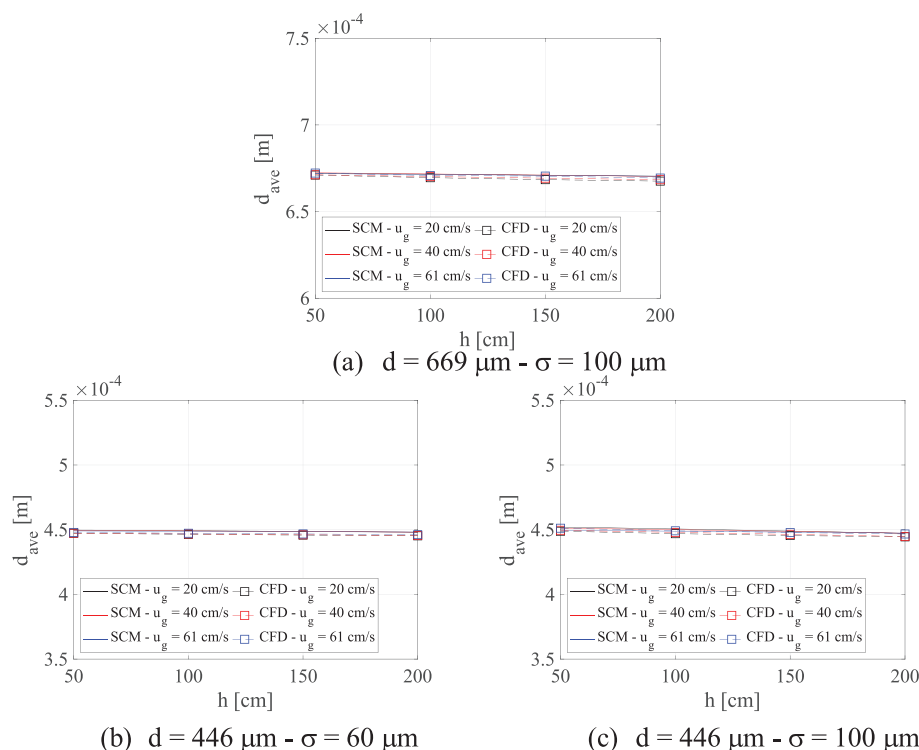 ×10⁻⁴
7.5
7
6.5
6
d_ave [m]
SCM - u_g = 20 cm/s CFD - u_g = 20 cm/s
SCM - u_g = 40 cm/s CFD - u_g = 40 cm/s
SCM - u_g = 61 cm/s CFD - u_g = 61 cm/s
50 100 150 200
h [cm]
(a) d = 669 μm - σ = 100 μm
×10⁻⁴
5.5
5
4.5
4
3.5
d_ave [m]
SCM - u_g = 20 cm/s CFD - u_g = 20 cm/s
SCM - u_g = 40 cm/s CFD - u_g = 40 cm/s
SCM - u_g = 61 cm/s CFD - u_g = 61 cm/s
50 100 150 200
h [cm]
(b) d = 446 μm - σ = 60 μm
×10⁻⁴
5.5
5
4.5
4
3.5
d_ave [m]
SCM - u_g = 20 cm/s CFD - u_g = 20 cm/s
SCM - u_g = 40 cm/s CFD - u_g = 40 cm/s
SCM - u_g = 61 cm/s CFD - u_g = 61 cm/s
50 100 150 200
h [cm]
(c) d = 446 μm - σ = 100 μm